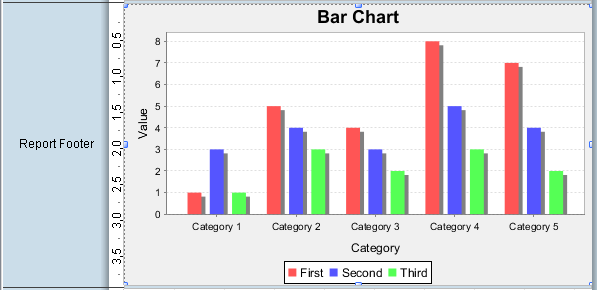 Bar Chart
Report Footer
0,5
1,0
1,5
2,0
2,5
3,0
3,5
Value
8
7
6
5
4
3
2
1
0
Category 1 Category 2 Category 3 Category 4 Category 5
Category
First Second Third